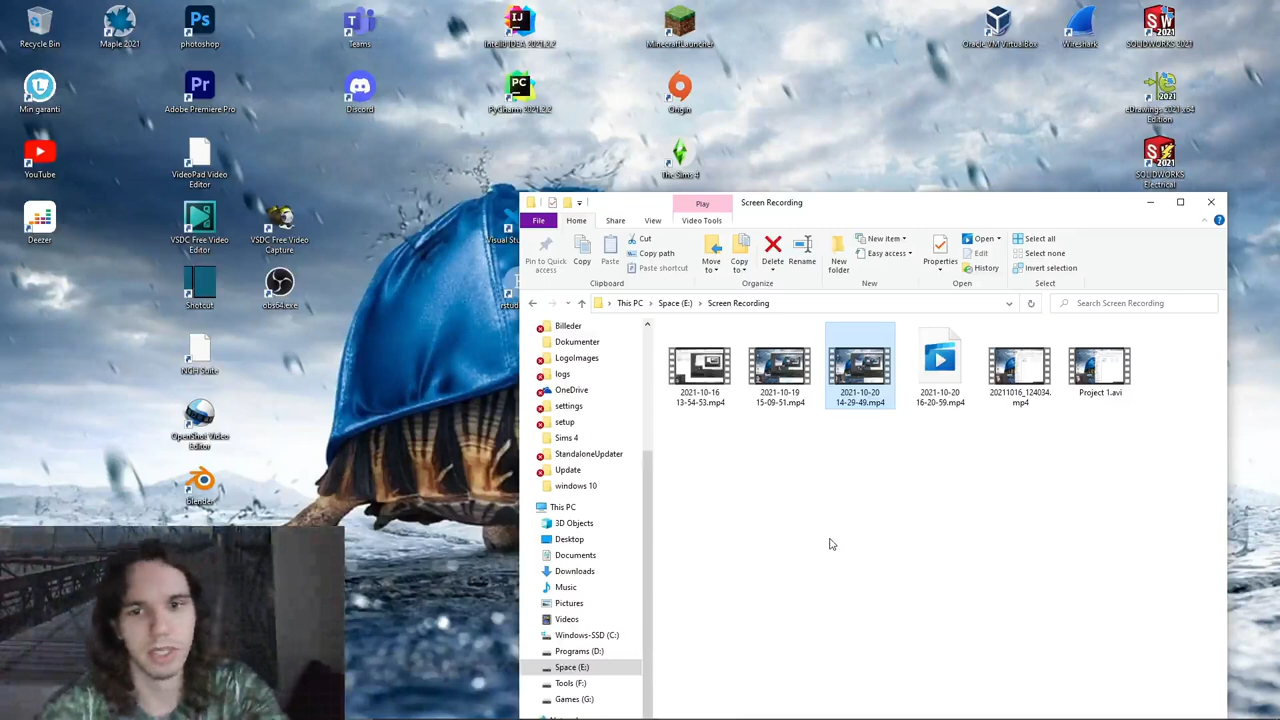 Recycle Bin
Maple 2021
photoshop
Teams
IntelliJ IDEA 2021.2.2
MinecraftLauncher
Oracle VM VirtualBox
Wireshark
SOLIDWORKS 2021
Min garanti
Adobe Premiere Pro
Discord
PyCharm 2021.2.2
Origin
eDrawings 2021 x64
Edition
YouTube
VideoPad Video
Editor
The Sims 4
SOLIDWORKS
Electrical
Deezer
VSDC Free Video
Editor
VSDC Free Video
Capture
Visual Stu
Shotcut
obs64.exe
rstudi
NCH Suite
OpenShot Video
Editor
blender
Play
Screen Recording
File
Home
Share
View
Video Tools
Pin to Quick
access
Copy
Paste
Cut
Copy path
Paste shortcut
Clipboard
Move
to
Copy
to
Delete
Rename
Organize
New
folder
New item
Easy access
New
Properties
Open
Edit
History
Open
Select all
Select none
Invert selection
Select
This PC > Space (E:) > Screen Recording
Search Screen Recording
Billeder
Dokumenter
LogoImages
logs
OneDrive
settings
setup
Sims 4
StandaloneUpdater
Update
windows 10
This PC
3D Objects
Desktop
Documents
Downloads
Music
Pictures
Videos
Windows-SSD (C:)
Programs (D:)
Space (E:)
Tools (F:)
Games (G:)
2021-10-16
13-54-53.mp4
2021-10-19
15-09-51.mp4
2021-10-20
14-29-49.mp4
2021-10-20
16-20-59.mp4
20211016_124034.
mp4
Project 1.avi